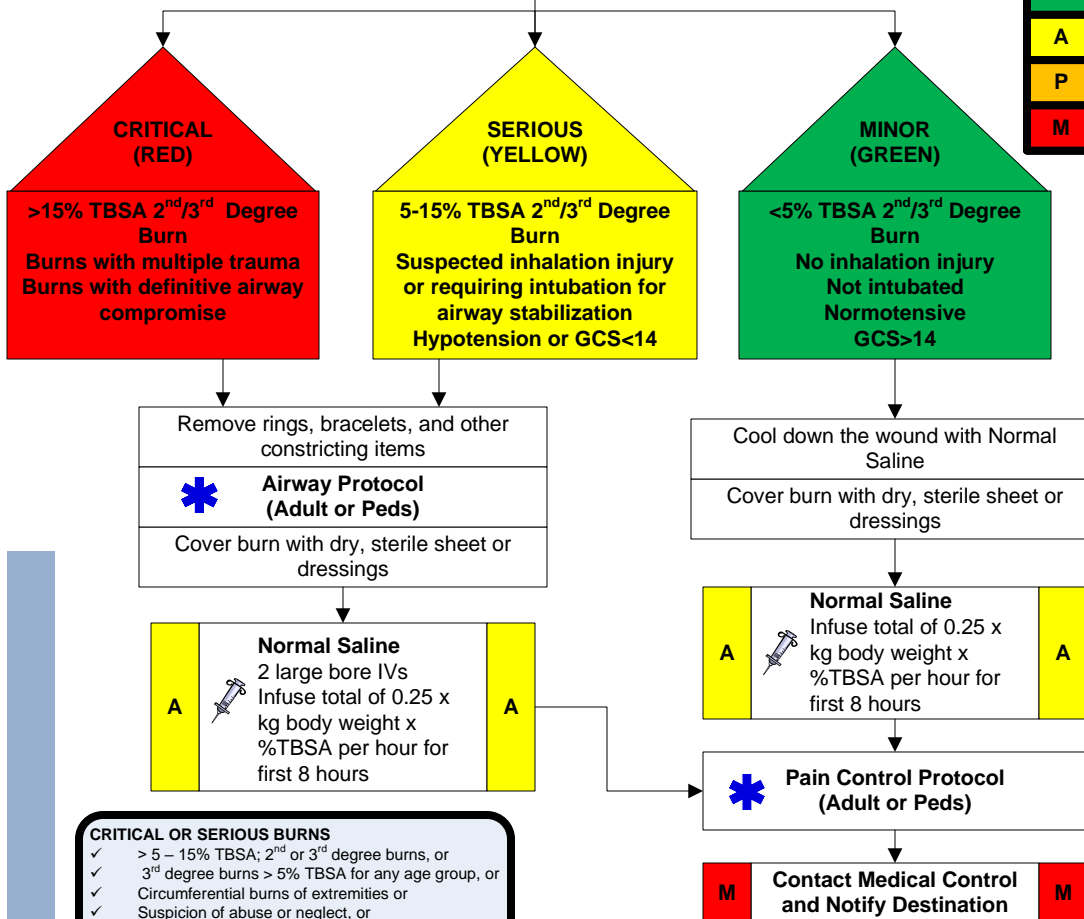 A
P
M
CRITICAL
(RED)
>15% TBSA 2nd/3rd Degree
Burn
Burns with multiple trauma
Burns with definitive airway
compromise
SERIOUS
(YELLOW)
5-15% TBSA 2nd/3rd Degree
Burn
Suspected inhalation injury
or requiring intubation for
airway stabilization
Hypotension or GCS<14
MINOR
(GREEN)
<5% TBSA 2nd/3rd Degree
Burn
No inhalation injury
Not intubated
Normotensive
GCS>14
Remove rings, bracelets, and other
constricting items
Airway Protocol
(Adult or Peds)
Cover burn with dry, sterile sheet or
dressings
A
Normal Saline
2 large bore IVs
Infuse total of 0.25 x
kg body weight x
%TBSA per hour for
first 8 hours
A
Cool down the wound with Normal
Saline
Cover burn with dry, sterile sheet or
dressings
A
Normal Saline
Infuse total of 0.25 x
kg body weight x
%TBSA per hour for
first 8 hours
A
Pain Control Protocol
(Adult or Peds)
M
Contact Medical Control
and Notify Destination
M
CRITICAL OR SERIOUS BURNS
✓ > 5 – 15% TBSA; 2nd or 3rd degree burns, or
✓ 3rd degree burns > 5% TBSA for any age group, or
✓ Circumferential burns of extremities or
✓ Suspicion of abuse or neglect, or